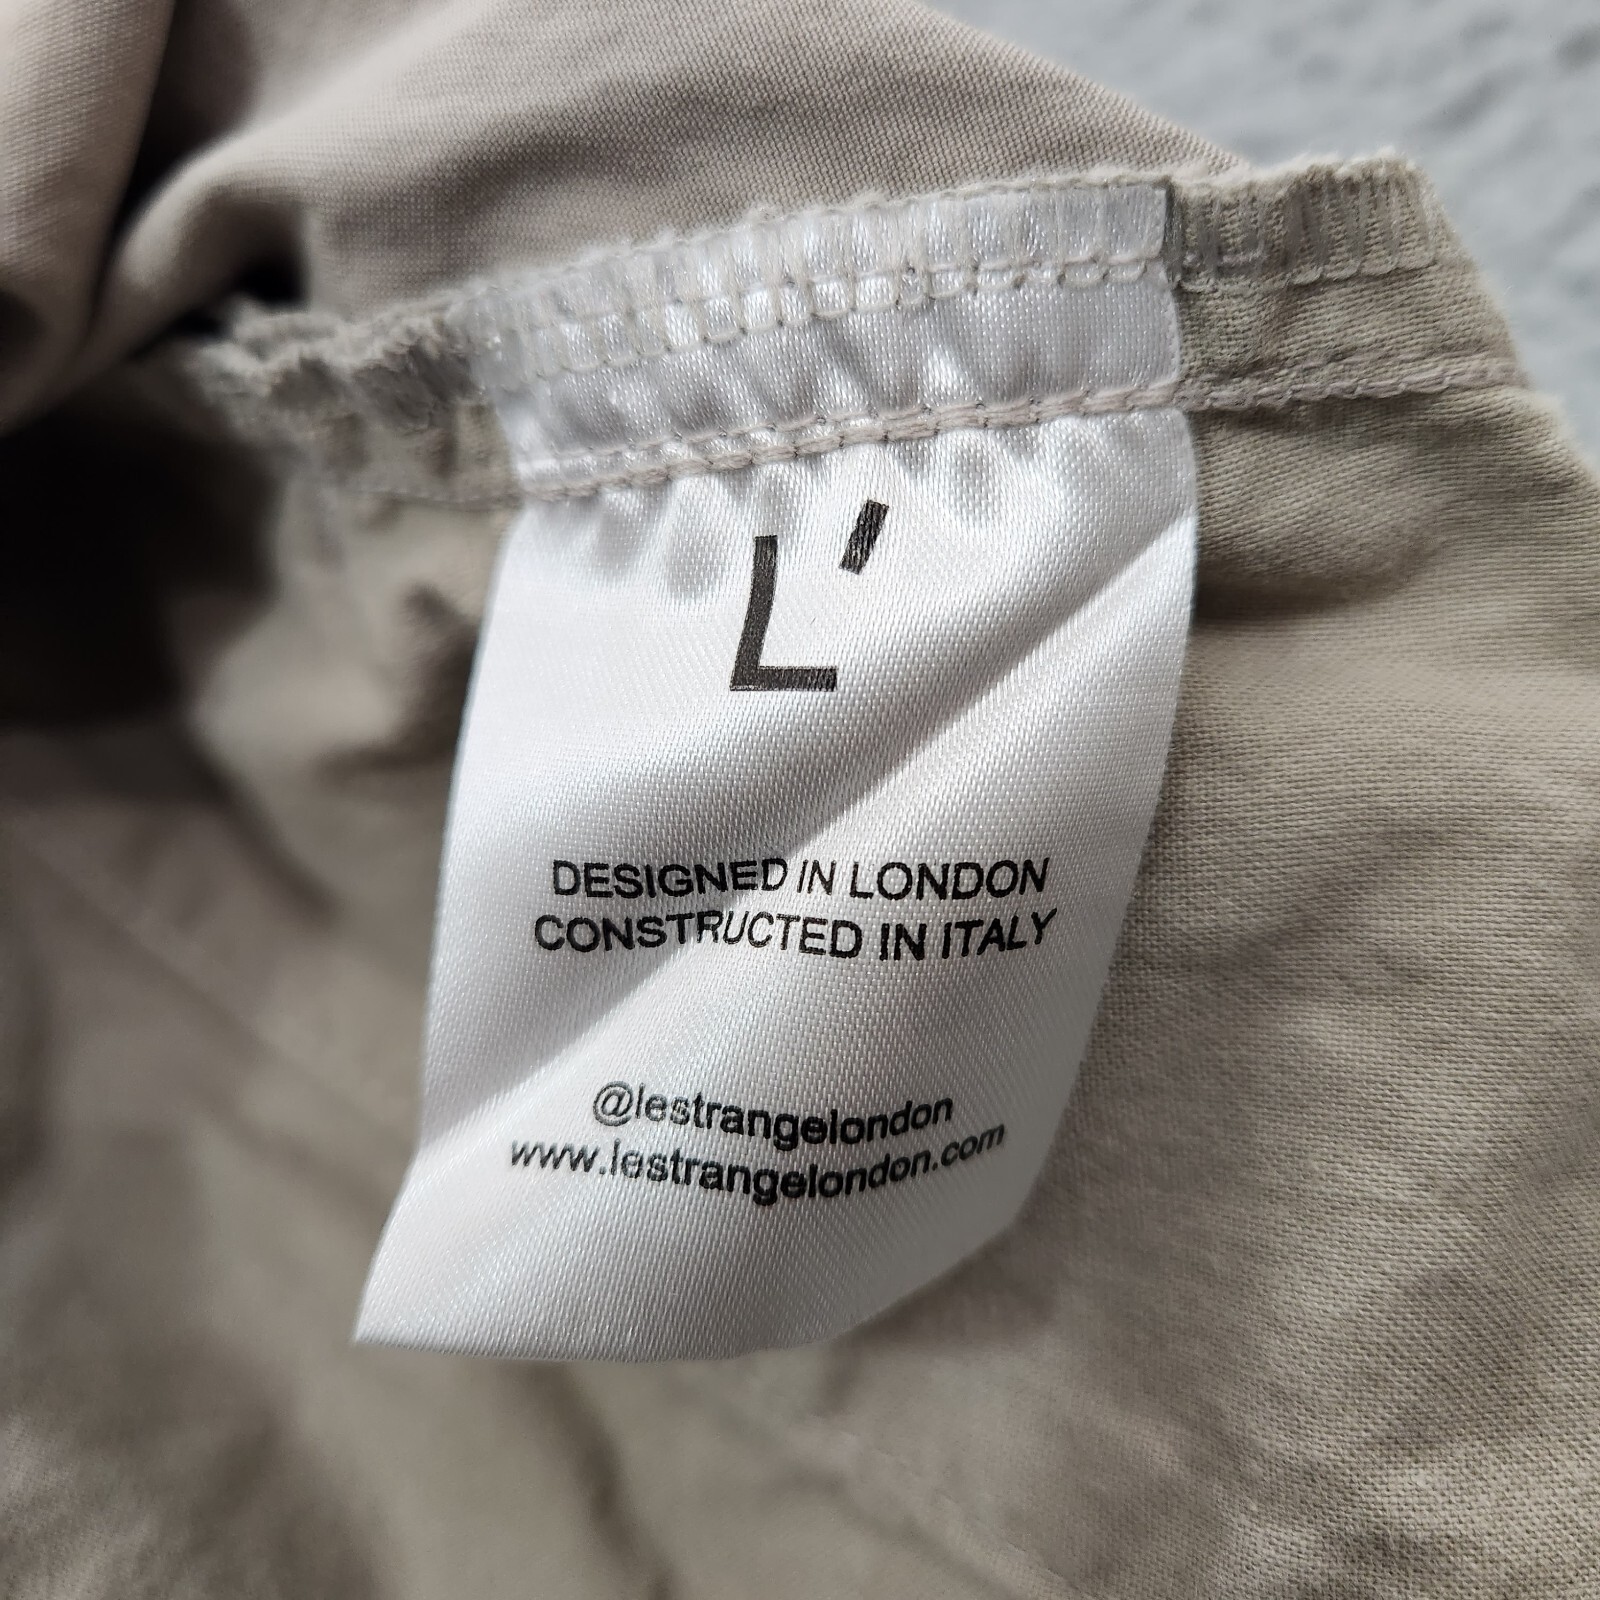 L'
DESIGNED IN LONDON
CONSTRUCTED IN ITALY
@lestrangelondon
www.lestrangelondon.com